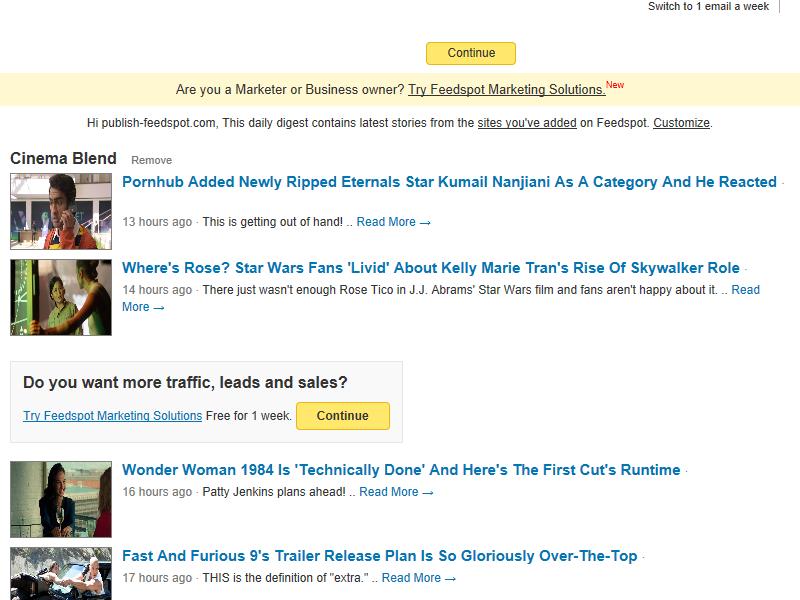 Switch to 1 email a week
Continue
Are you a Marketer or Business owner? Try Feedspot Marketing Solutions.New
Hi publish-feedspot.com, This daily digest contains latest stories from the sites you've added on Feedspot. Customize.
Cinema Blend Remove
Pornhub Added Newly Ripped Eternals Star Kumail Nanjiani As A Category And He Reacted ·
13 hours ago · This is getting out of hand! .. Read More →
Where's Rose? Star Wars Fans 'Livid' About Kelly Marie Tran's Rise Of Skywalker Role ·
14 hours ago · There just wasn't enough Rose Tico in J.J. Abrams' Star Wars film and fans aren't happy about it. .. Read
More →
Do you want more traffic, leads and sales?
Try Feedspot Marketing Solutions Free for 1 week. Continue
Wonder Woman 1984 Is 'Technically Done' And Here's The First Cut's Runtime ·
16 hours ago · Patty Jenkins plans ahead! .. Read More →
Fast And Furious 9's Trailer Release Plan Is So Gloriously Over-The-Top ·
17 hours ago · THIS is the definition of "extra." .. Read More →